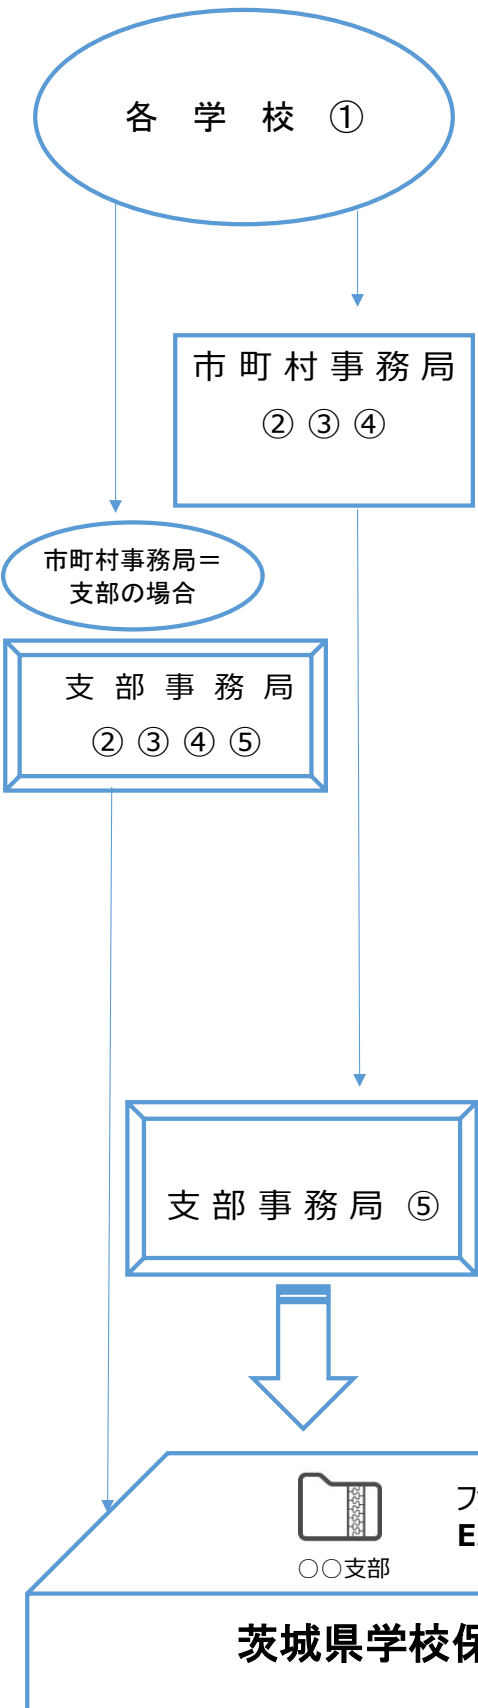 各 学 校 ①
市 町 村 事 務 局
② ③ ④
市町村事務局＝
支部の場合
支 部 事 務 局
② ③ ④ ⑤
支 部 事 務 局 ⑤
○○支部
茨城県学校保